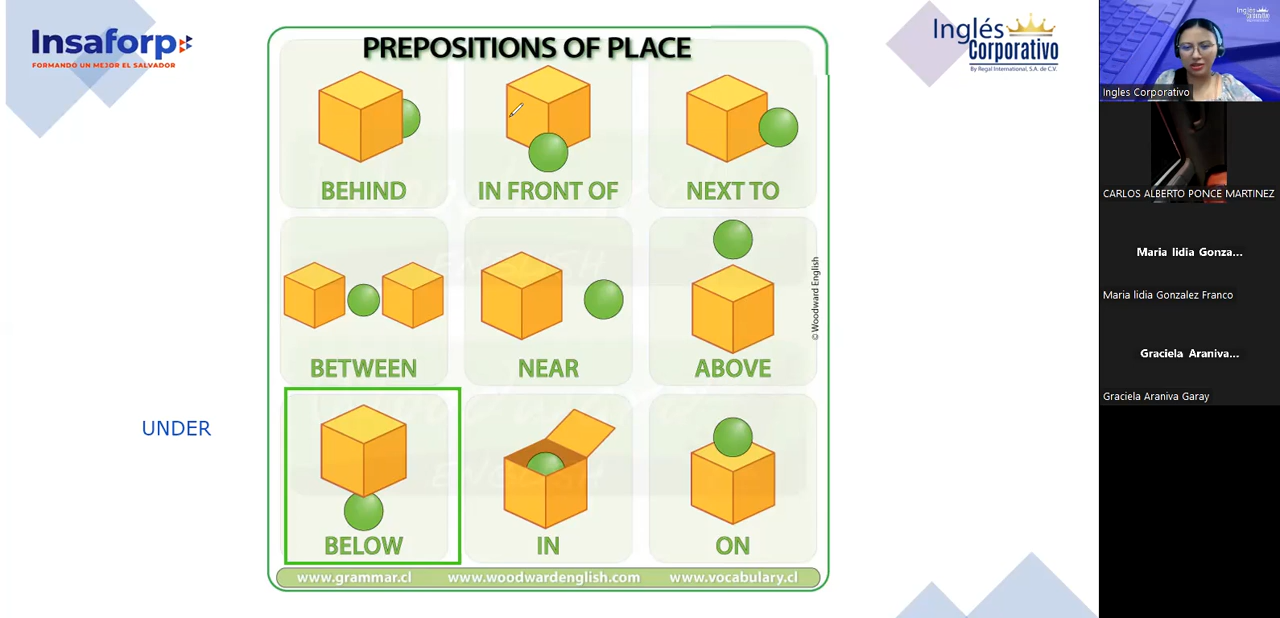 Insaforp
FORMANDO UN MEJOR EL SALVADOR
PREPOSITIONS OF PLACE
Inglés
Corporativo
By Regal International, S.A. de C.V.
BEHIND
IN FRONT OF
NEXT TO
BETWEEN
NEAR
ABOVE
© Woodward English
UNDER
BELOW
IN
ON
www.grammar.cl
www.woodwardenglish.com
www.vocabulary.cl
Ingles Corporativo
CARLOS ALBERTO PONCE MARTINEZ
Maria lidia Gonza...
Maria lidia Gonzalez Franco
Graciela Araniva...
Graciela Araniva Garay